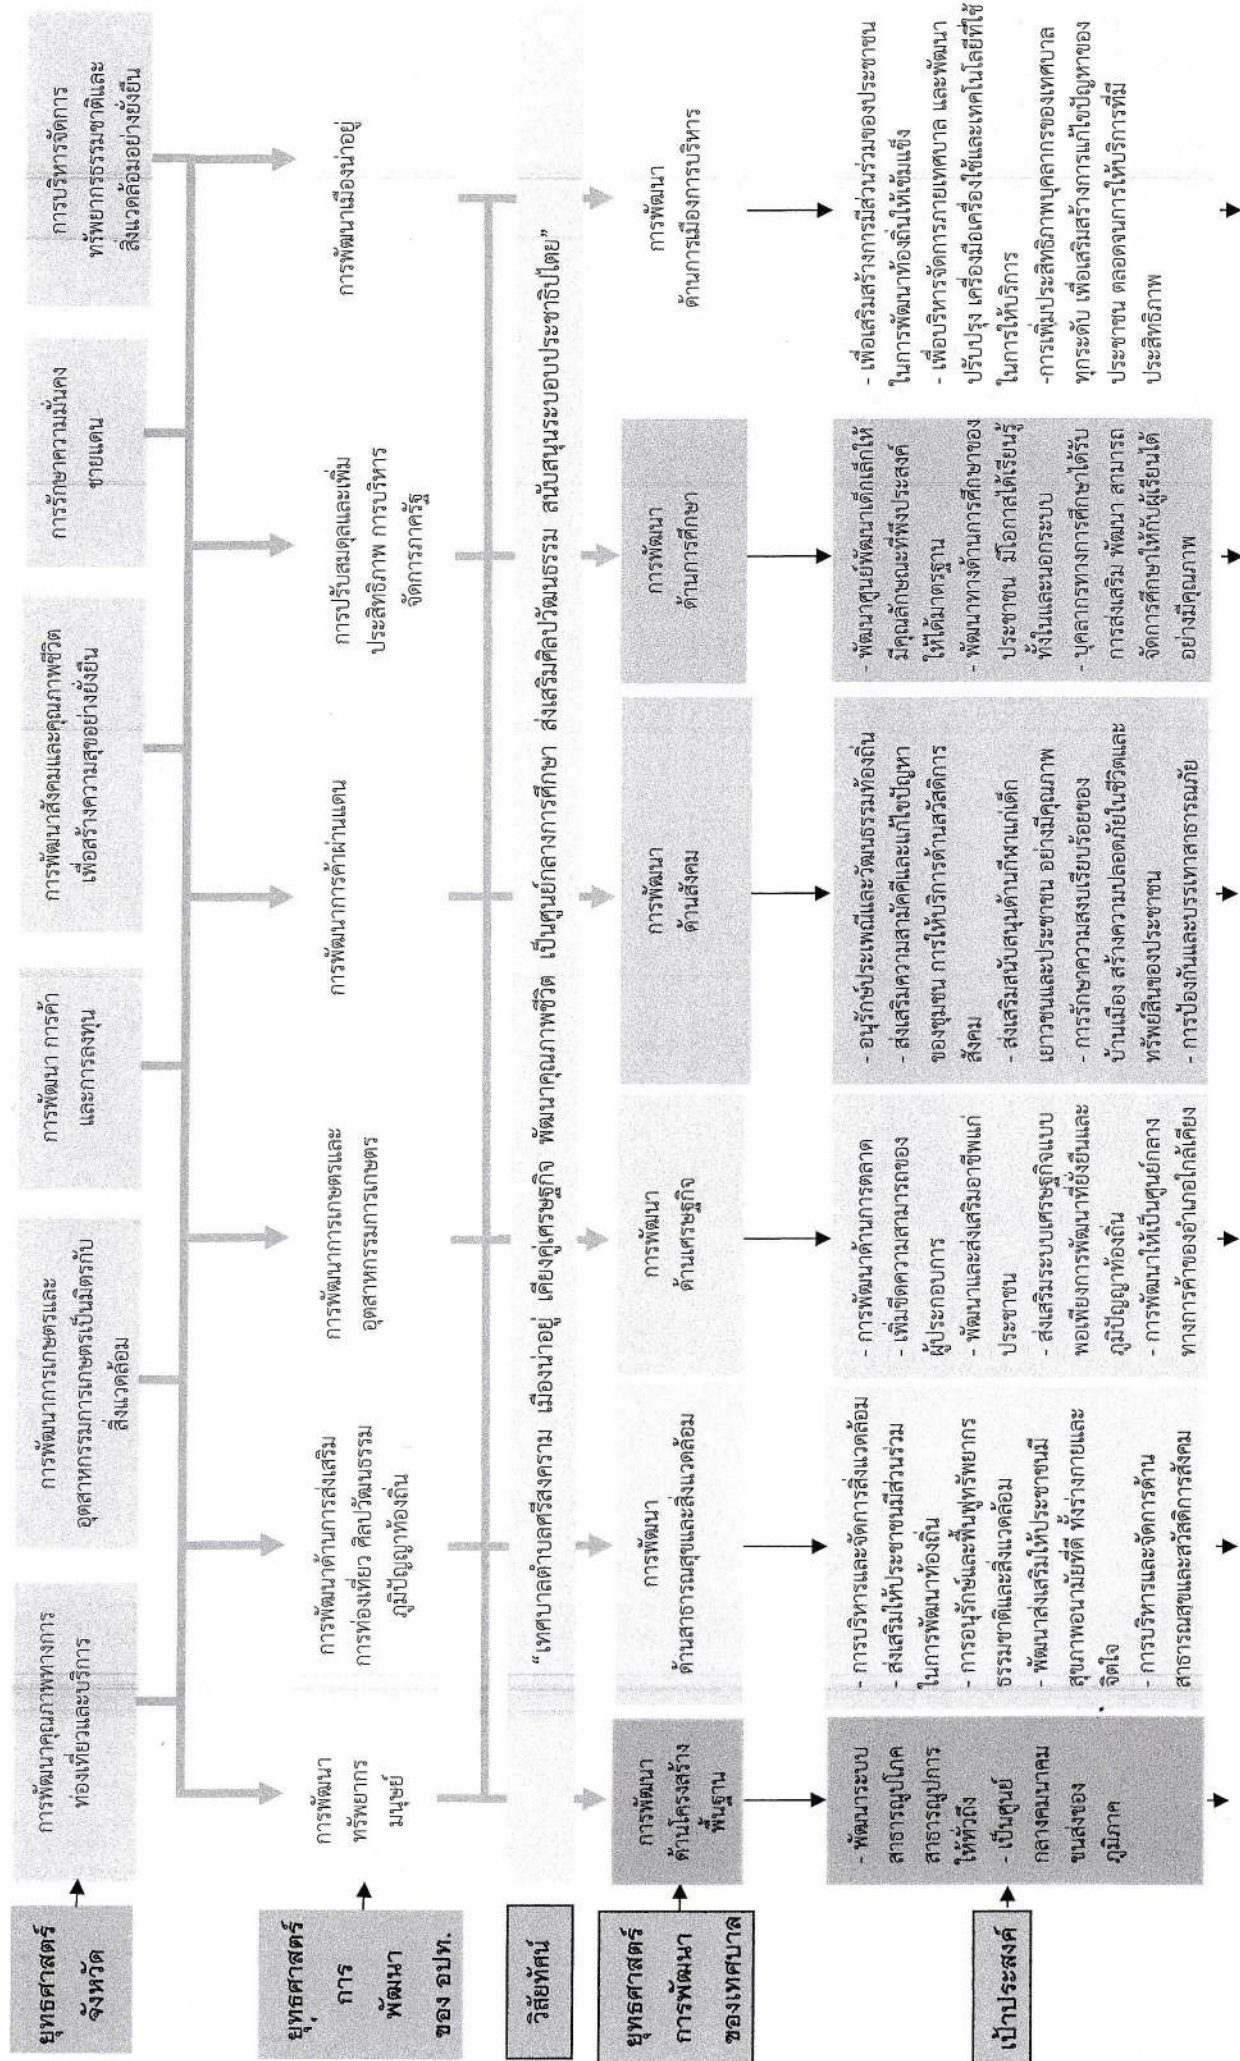 ยุทธศาสตร์
จังหวัด
การพัฒนาคุณภาพทางการ
ท่องเที่ยวและบริการ
การพัฒนาการเกษตรและ
อุตสาหกรรมการเกษตรเป็นมิตรกับ
สิ่งแวดล้อม
การพัฒนา การค้า
และการลงทุน
การพัฒนาสังคมและคุณภาพชีวิต
เพื่อสร้างความสุขอย่างยั่งยืน
การรักษาความมั่นคง
ชายแดน
การบริหารจัดการ
ทรัพยากรธรรมชาติและ
สิ่งแวดล้อมอย่างยั่งยืน
ยุทธศาสตร์
การ
พัฒนา
ของ อปท.
การพัฒนา
ทรัพยากร
มนุษย์
การพัฒนาด้านการส่งเสริม
การท่องเที่ยว ศิลปวัฒนธรรม
ภูมิปัญญาท้องถิ่น
การพัฒนาการเกษตรและ
อุตสาหกรรมการเกษตร
การพัฒนาการค้าผ่านแดน
การปรับสมดุลและเพิ่ม
ประสิทธิภาพ การบริหาร
จัดการภาครัฐ
การพัฒนาเมืองน่าอยู่
วิสัยทัศน์
“เทศบาลตำบลศรีสงคราม เมืองน่าอยู่ เคียงคู่เศรษฐกิจ พัฒนาคุณภาพชีวิต เป็นศูนย์กลางการศึกษา ส่งเสริมศิลปวัฒนธรรม สนับสนุนระบอบประชาธิปไตย”
ยุทธศาสตร์
การพัฒนา
ของเทศบาล
การพัฒนา
ด้านโครงสร้าง
พื้นฐาน
การพัฒนา
ด้านสาธารณสุขและสิ่งแวดล้อม
การพัฒนา
ด้านเศรษฐกิจ
การพัฒนา
ด้านสังคม
การพัฒนา
ด้านการศึกษา
การพัฒนา
ด้านการเมืองการบริหาร
เป้าประสงค์
- พัฒนาระบบ
สาธารณูปโภค
สาธารณูปการ
ให้ทั่วถึง
- เป็นศูนย์
กลางคมนาคม
ขนส่งของ
ภูมิภาค
- การบริหารและจัดการสิ่งแวดล้อม
- ส่งเสริมให้ประชาชนมีส่วนร่วม
ในการพัฒนาท้องถิ่น
- การอนุรักษ์และฟื้นฟูทรัพยากร
ธรรมชาติและสิ่งแวดล้อม
- พัฒนาส่งเสริมให้ประชาชนมี
สุขภาพอนามัยที่ดี ทั้งร่างกายและ
จิตใจ
- การบริหารและจัดการด้าน
สาธารณสุขและสวัสดิการสังคม
- การพัฒนาด้านการตลาด
- เพิ่มขีดความสามารถของ
ผู้ประกอบการ
- พัฒนาและส่งเสริมอาชีพแก่
ประชาชน
- ส่งเสริมระบบเศรษฐกิจแบบ
พอเพียงการพัฒนาที่ยั่งยืนและ
ภูมิปัญญาท้องถิ่น
- การพัฒนาให้เป็นศูนย์กลาง
ทางการค้าของอำเภอใกล้เคียง
- อนุรักษ์ประเพณีและวัฒนธรรมท้องถิ่น
- ส่งเสริมความสามัคคีและแก้ไขปัญหา
ของชุมชน การให้บริการด้านสวัสดิการ
สังคม
- ส่งเสริมสนับสนุนด้านกีฬาแก่เด็ก
เยาวชนและประชาชน อย่างมีคุณภาพ
- การรักษาความสงบเรียบร้อยของ
บ้านเมือง สร้างความปลอดภัยในชีวิตและ
ทรัพย์สินของประชาชน
- การป้องกันและบรรเทาสาธารณภัย
- พัฒนาศูนย์พัฒนาเด็กเล็กให้
มีคุณลักษณะที่พึงประสงค์
ให้ได้มาตรฐาน
- พัฒนาทางด้านการศึกษาของ
ประชาชน มีโอกาสได้เรียนรู้
ทั้งในและนอกระบบ
- บุคลากรทางการศึกษาได้รับ
การส่งเสริม พัฒนา สามารถ
จัดการศึกษาให้กับผู้เรียนได้
อย่างมีคุณภาพ
- เพื่อเสริมสร้างการมีส่วนร่วมของประชาชน
ในการพัฒนาท้องถิ่นให้เข้มแข็ง
- เพื่อบริหารจัดการภายเทศบาล และพัฒนา
ปรับปรุง เครื่องมือเครื่องใช้และเทคโนโลยีที่ใช้
ในการให้บริการ
-การเพิ่มประสิทธิภาพบุคลากรของเทศบาล
ทุกระดับ เพื่อเสริมสร้างการแก้ไขปัญหาของ
ประชาชน ตลอดจนการให้บริการที่มี
ประสิทธิภาพ